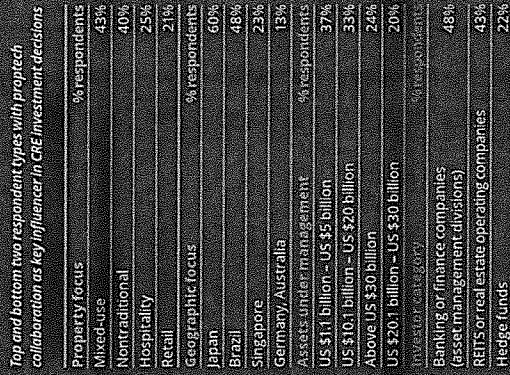 Top and bottom two respondent types with proptech
collaboration as key influencer in CRE investment decisions
Property focus % respondents
Mixed-use 43%
Nontraditional 40%
Hospitality 25%
Retail 21%
Geographic focus % respondents
Japan 60%
Brazil 48%
Singapore 23%
Germany, Australia 13%
Assets under management % respondents
US $1.1 billion – US $5 billion 37%
US $10.1 billion – US $20 billion 33%
Above US $30 billion 24%
US $20.1 billion – US $30 billion 20%
Investor category % respondents
Banking or finance companies
(asset management divisions) 48%
REITS or real estate operating companies 43%
Hedge funds 22%